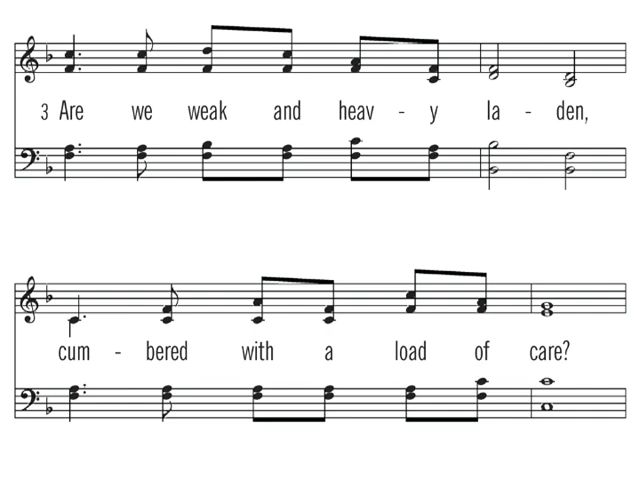 3 Are we weak and heav - y la - den,
cum - bered with a load of care?